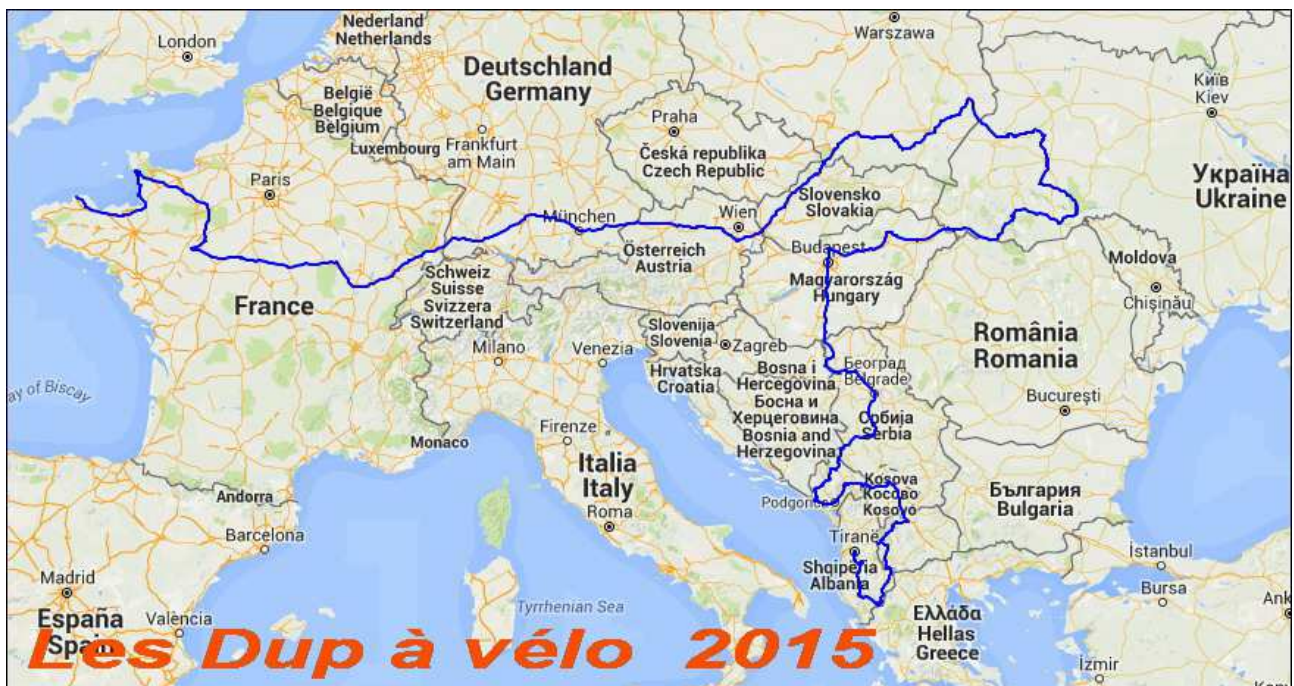 Nederland
Netherlands
London
Warszawa
Deutschland
Germany
België
Belgique
Belgium
Київ
Kiev
Praha
Luxembourg
Frankfurt
am Main
Česká republika
Czech Republic
Paris
Україна
Ukraine
Slovensko
Slovakia
München
Wien
Österreich
Austria
Budapest
Magyarország
Hungary
Moldova
Chișinău
Schweiz
Suisse
Svizzera
Switzerland
France
Slovenija
Slovenia
Zagreb
Milano
Venezia
România
Romania
Hrvatska
Croatia
Bosna i
Hercegovina
Босна и
Херцеговина
Bosnia and
Herzegovina
Београд
Belgrade
București
ay of Biscay
Србија
Serbia
Monaco
Firenze
Italia
Italy
Kosova
Косово
Kosovo
България
Bulgaria
Andorra
Roma
Barcelona
Tiranë
Shqipëria
Albania
İstanbul
Bursa
Madrid
España
Spain
València
Tyrrhenian Sea
Ελλάδα
Hellas
Greece
Ank
İzmir
Les Dup à vélo 2015